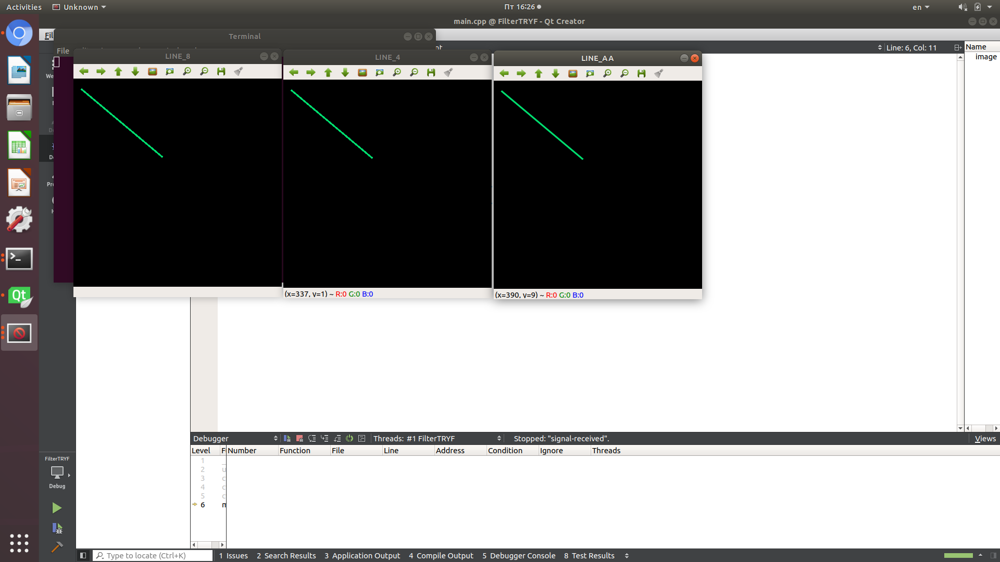 Activities
Unknown
Пт 16:26
en
main.cpp @ FilterTRYF - Qt Creator
Fil
Terminal
File
LINE_8
LINE_4
LINE_AA
Line: 6, Col: 11
Name
image
(x=337, y=1) ~ R:0 G:0 B:0
(x=390, y=9) ~ R:0 G:0 B:0
Debugger
Threads: #1 FilterTRYF
Stopped: "signal-received".
Views
Level
F
Number
Function
File
Line
Address
Condition
Ignore
Threads
1 _
2 u
3 c
4 c
5 c
6 m
FilterTRYF
Debug
Qt
Type to locate (Ctrl+K)
1 Issues
2 Search Results
3 Application Output
4 Compile Output
5 Debugger Console
8 Test Results